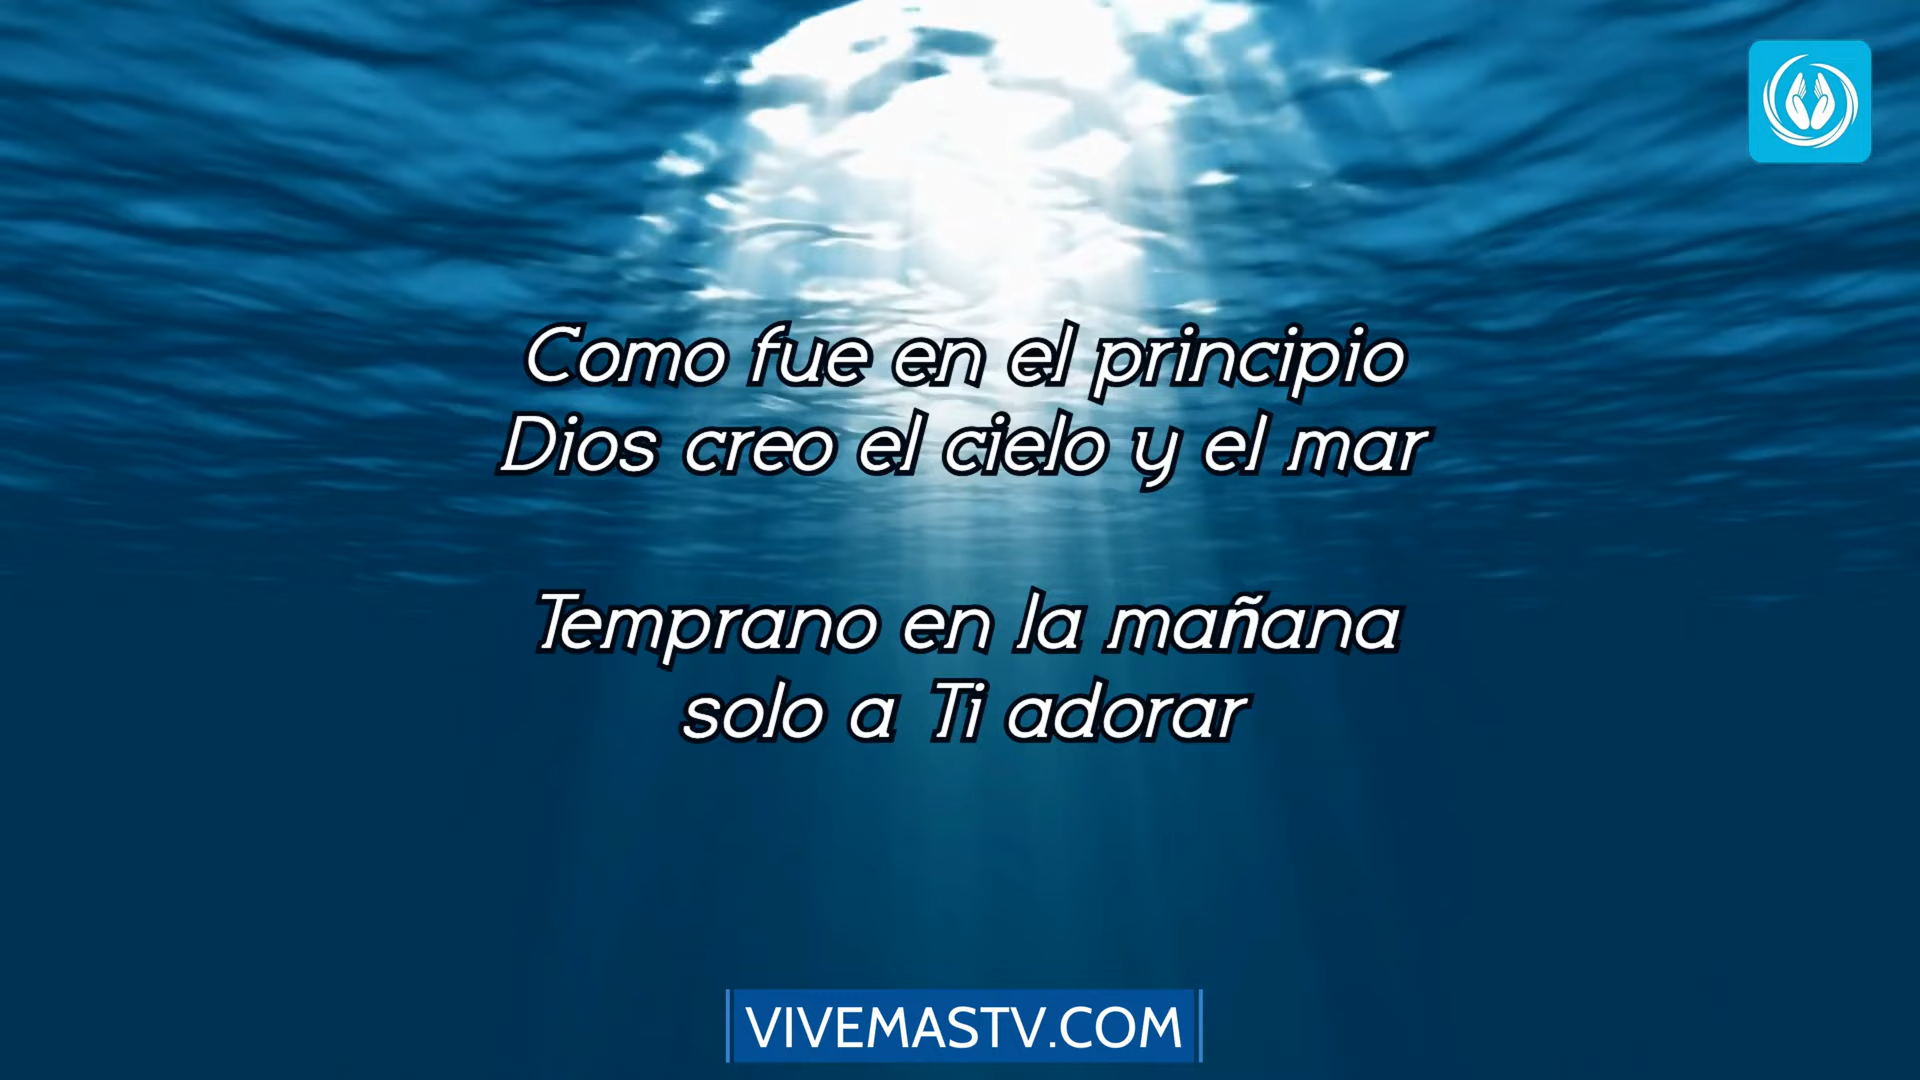 Como fue en el principio
Dios creo el cielo y el mar
Temprano en la mañana
solo a Ti adorar
VIVEMASTV.COM